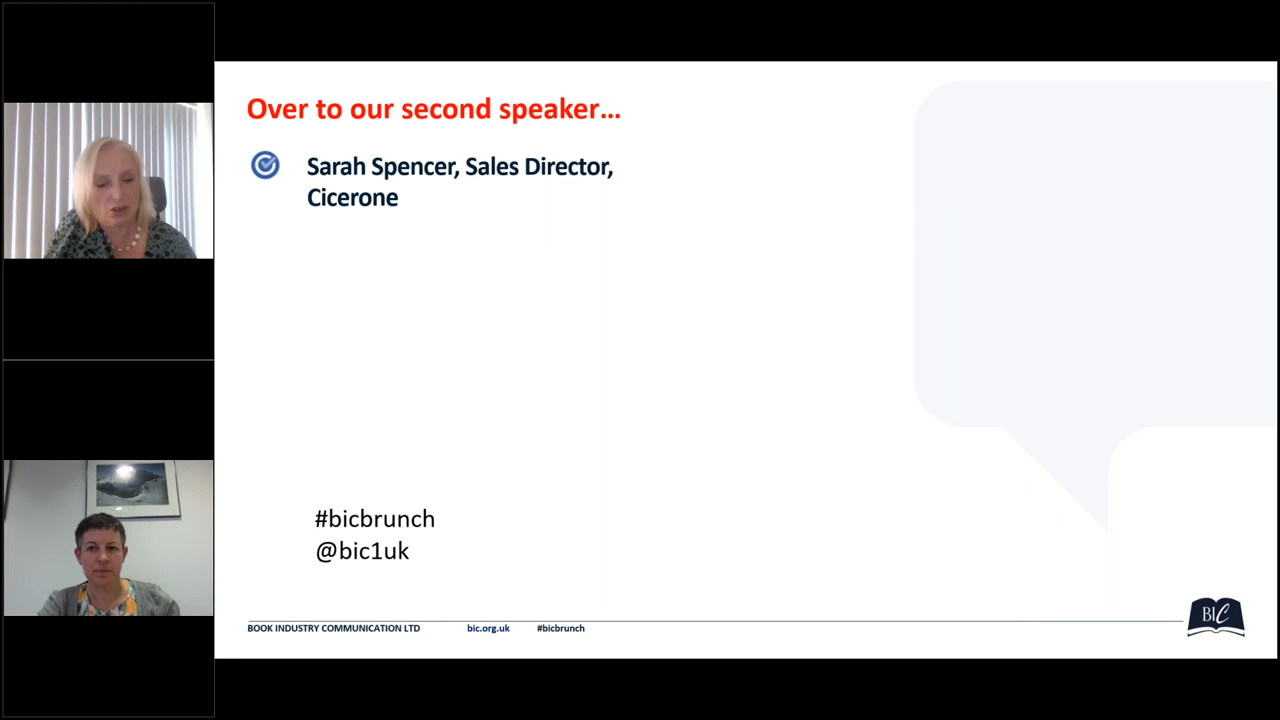 Over to our second speaker...
Sarah Spencer, Sales Director,
Cicerone
#bicbrunch
@bic1uk
BOOK INDUSTRY COMMUNICATION LTD bic.org.uk #bicbrunch
BIC